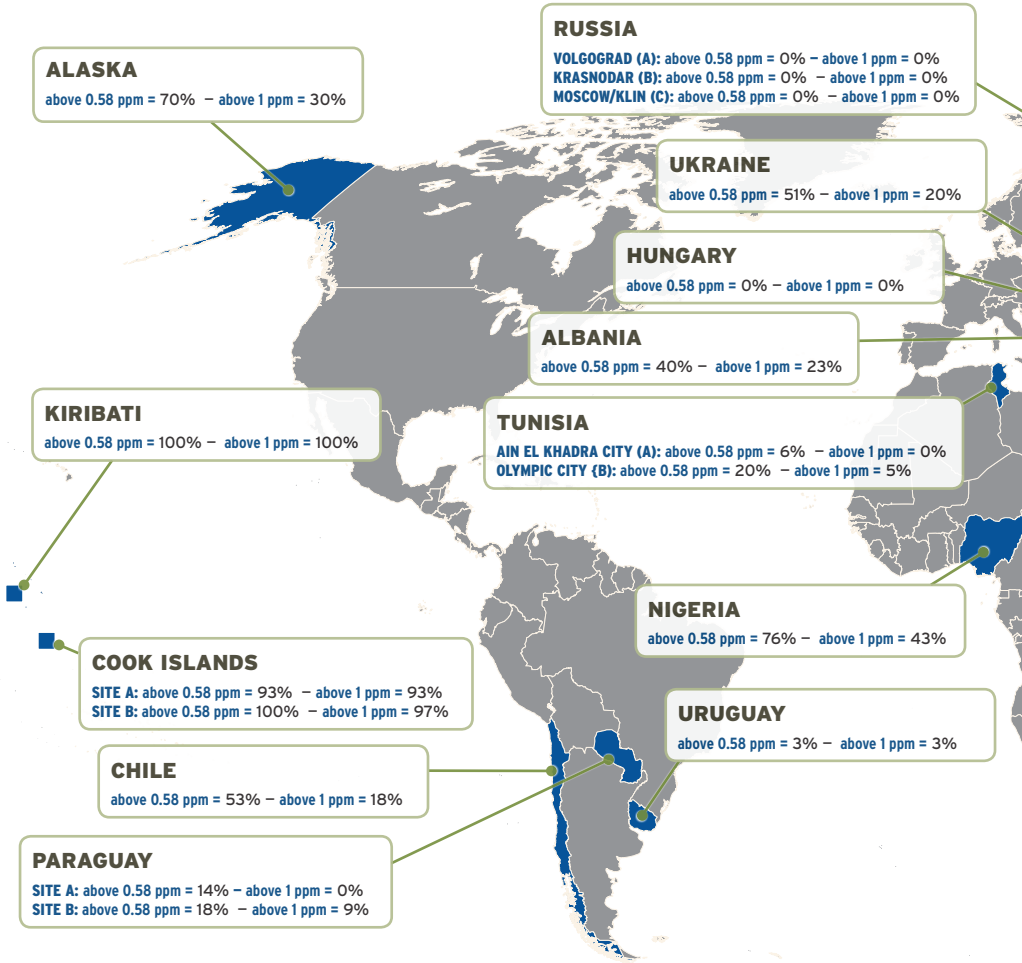 RUSSIA
VOLGOGRAD (A): above 0.58 ppm = 0% – above 1 ppm = 0%
KRASNODAR (B): above 0.58 ppm = 0% – above 1 ppm = 0%
MOSCOW/KLIN (C): above 0.58 ppm = 0% – above 1 ppm = 0%
ALASKA
above 0.58 ppm = 70% – above 1 ppm = 30%
UKRAINE
above 0.58 ppm = 51% – above 1 ppm = 20%
HUNGARY
above 0.58 ppm = 0% – above 1 ppm = 0%
ALBANIA
above 0.58 ppm = 40% – above 1 ppm = 23%
KIRIBATI
above 0.58 ppm = 100% – above 1 ppm = 100%
TUNISIA
AIN EL KHADRA CITY (A): above 0.58 ppm = 6% – above 1 ppm = 0%
OLYMPIC CITY {B): above 0.58 ppm = 20% – above 1 ppm = 5%
NIGERIA
above 0.58 ppm = 76% – above 1 ppm = 43%
COOK ISLANDS
SITE A: above 0.58 ppm = 93% – above 1 ppm = 93%
SITE B: above 0.58 ppm = 100% – above 1 ppm = 97%
URUGUAY
above 0.58 ppm = 3% – above 1 ppm = 3%
CHILE
above 0.58 ppm = 53% – above 1 ppm = 18%
PARAGUAY
SITE A: above 0.58 ppm = 14% – above 1 ppm = 0%
SITE B: above 0.58 ppm = 18% – above 1 ppm = 9%